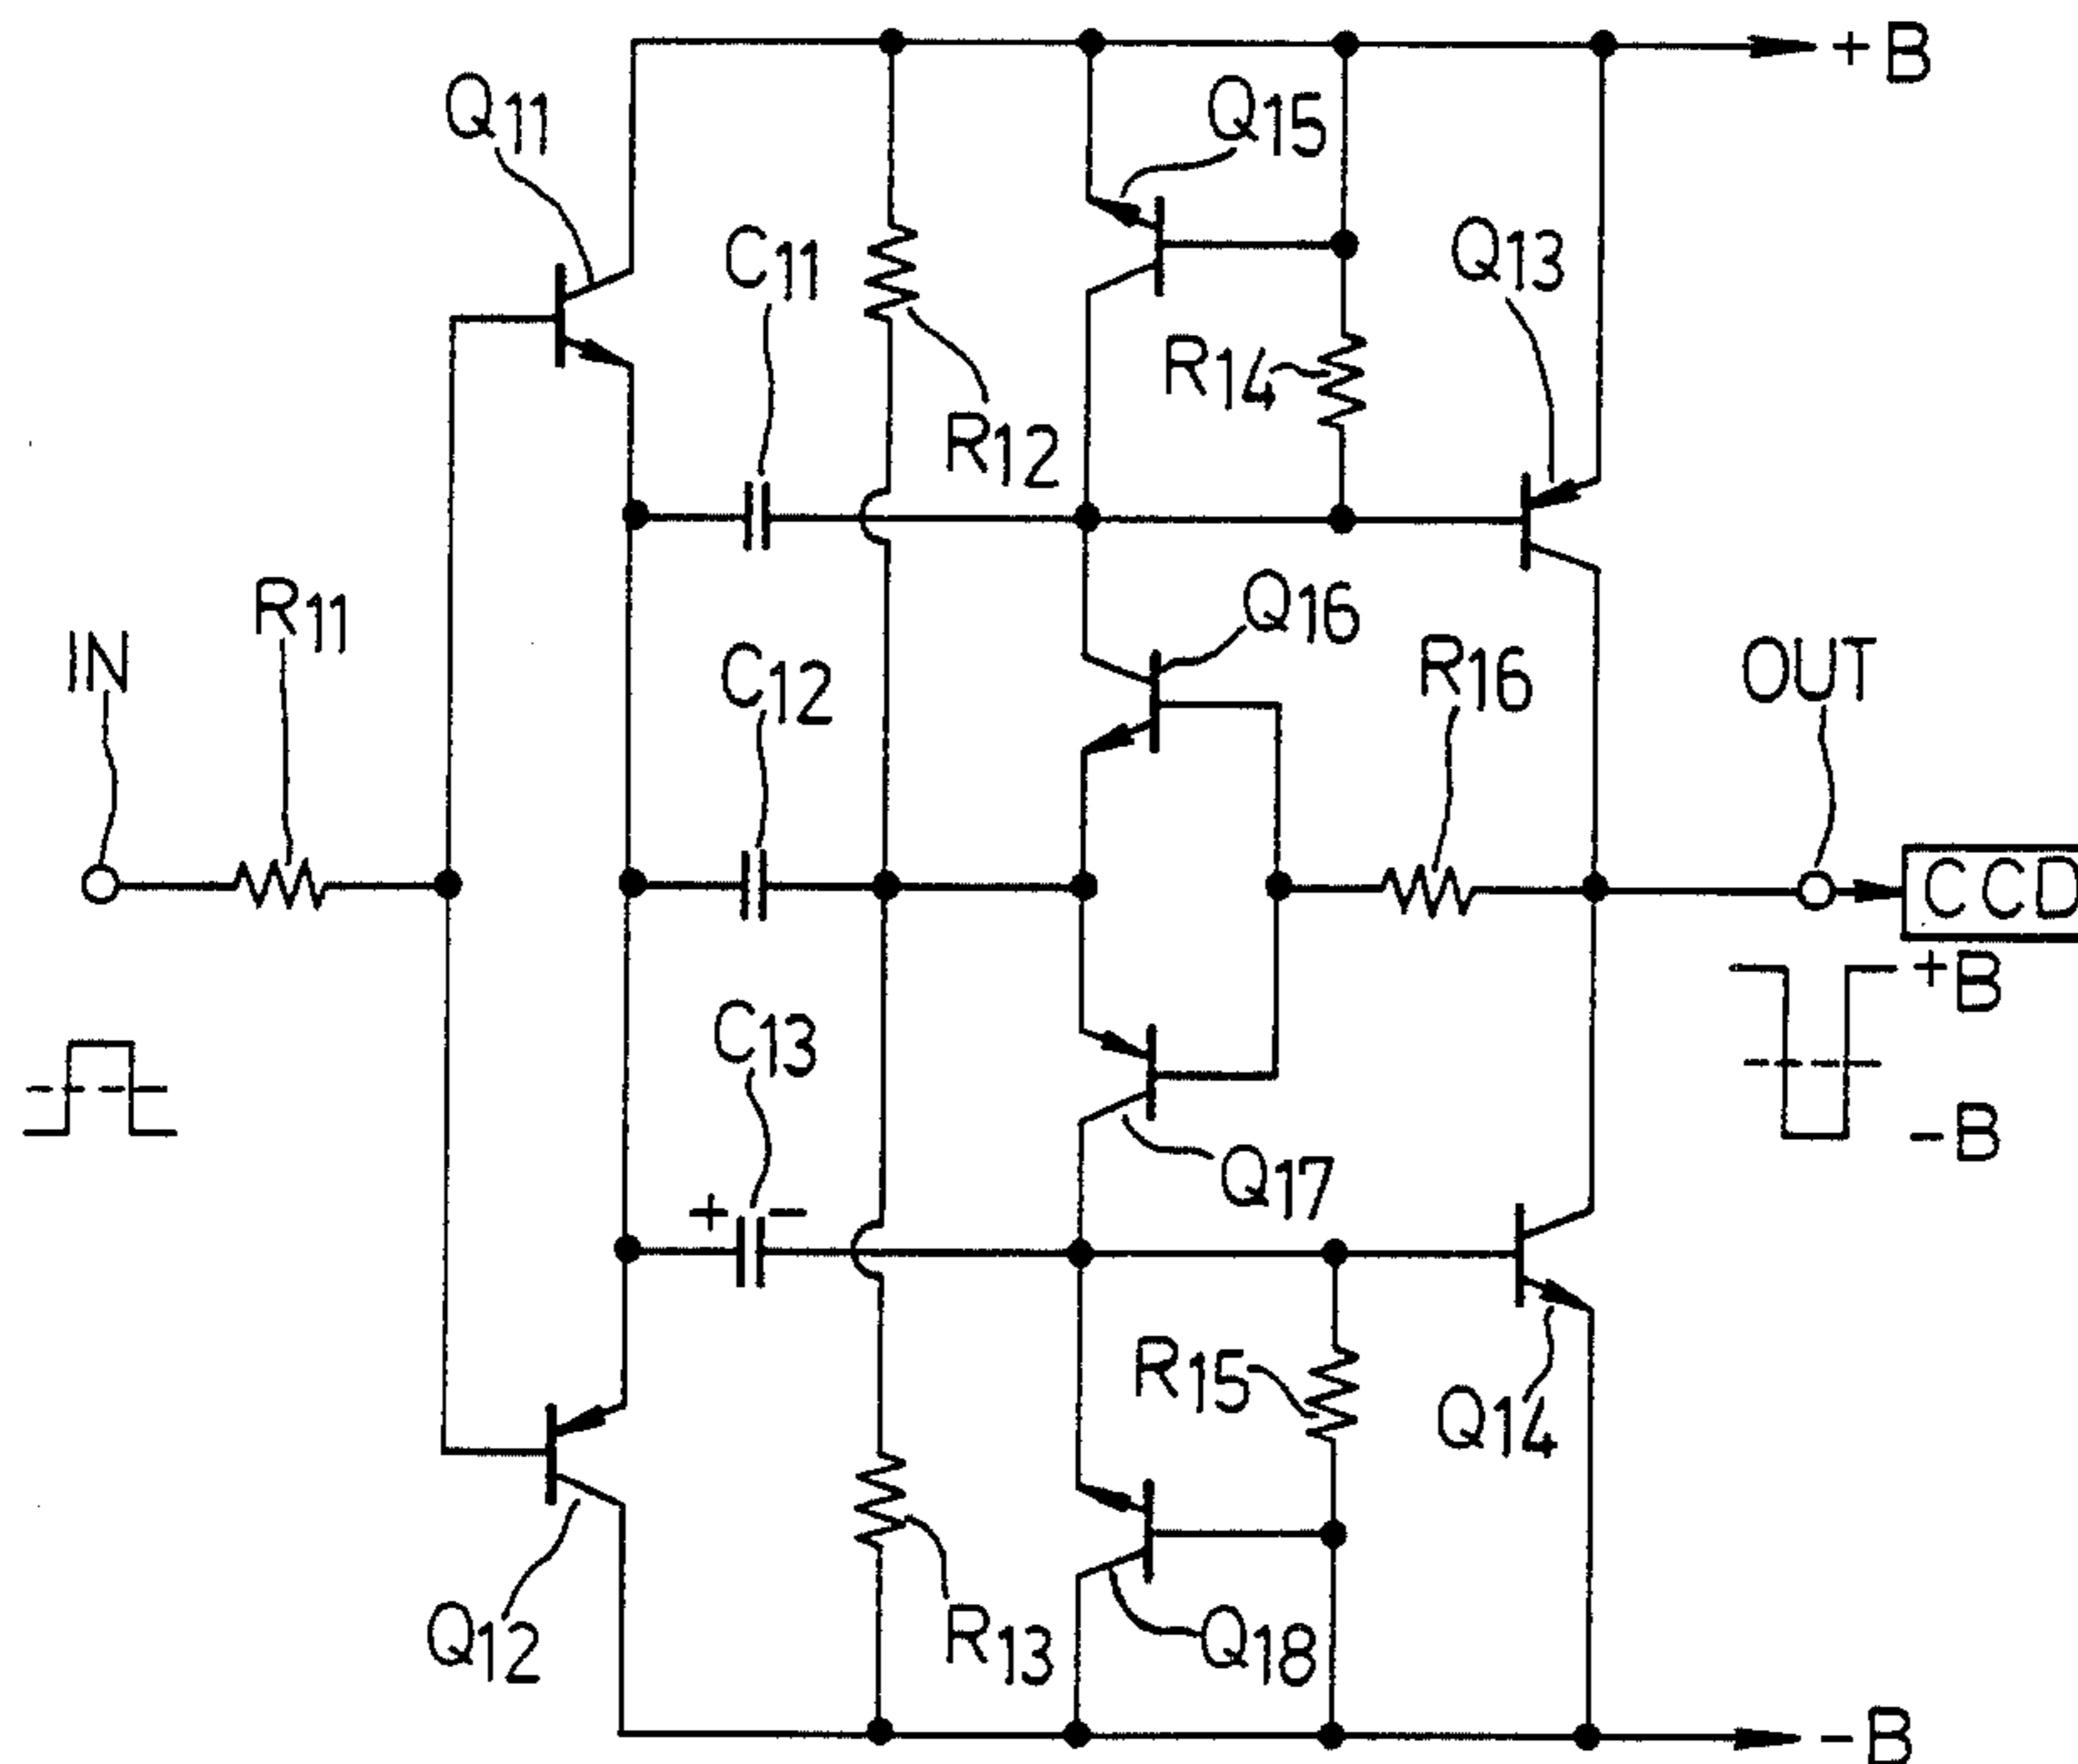 +B
Q11
Q15
C11
Q13
R12
R14
Q16
R11
IN
C12
R16
OUT
CCD
+B
C13
-B
+ -
Q17
R15
Q14
Q12
R13
Q18
-B